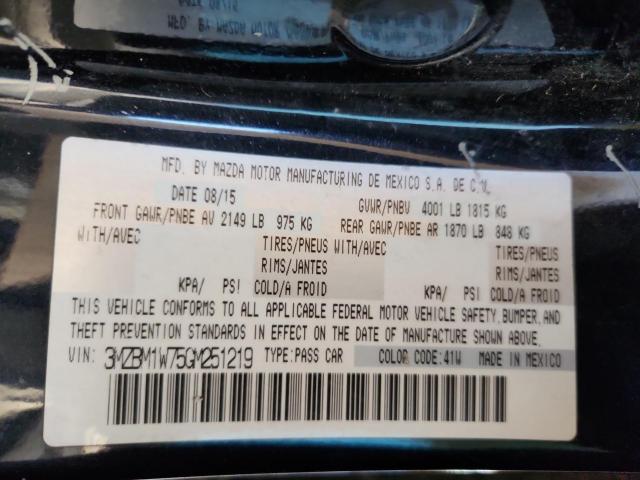 MFD. BY MAZDA MOTOR MANUFACTURING DE MEXICO S.A. DE C.V.
DATE 08/15 GVWR/PNBV 4001 LB 1815 KG
FRONT GAWR/PNBE AV 2149 LB 975 KG REAR GAWR/PNBE AR 1870 LB 848 KG
WITH/AVEC TIRES/PNEUS WITH/AVEC TIRES/PNEUS
RIMS/JANTES RIMS/JANTES
KPA/ PSI COLD/A FROID KPA/ PSI COLD/A FROID
THIS VEHICLE CONFORMS TO ALL APPLICABLE FEDERAL MOTOR VEHICLE SAFETY, BUMPER, AND
THEFT PREVENTION STANDARDS IN EFFECT ON THE DATE OF MANUFACTURE SHOWN ABOVE.
VIN: 3MZBM1W75GM251219 TYPE:PASS CAR COLOR CODE:41W MADE IN MEXICO